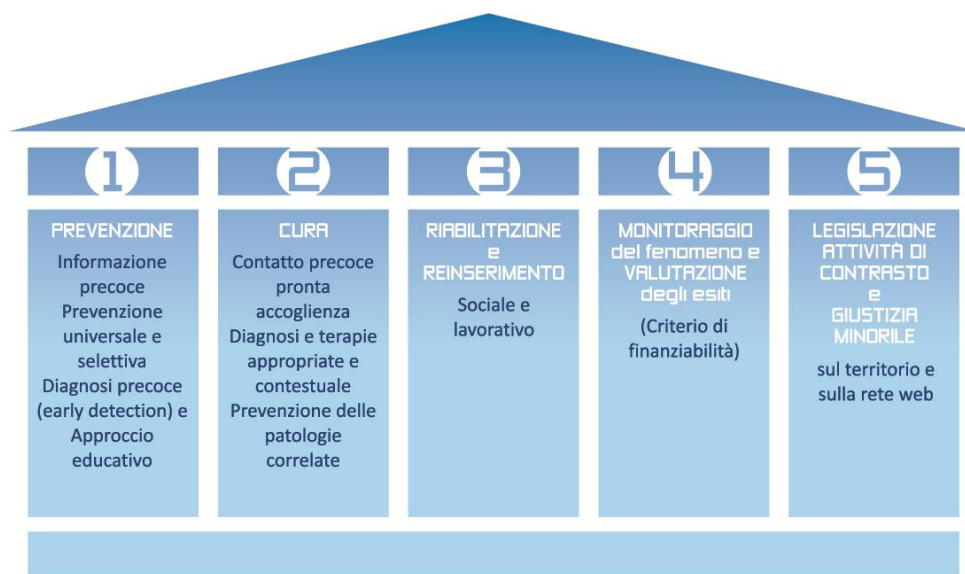 1
PREVENZIONE
Informazione
precoce
Prevenzione
universale e
selettiva
Diagnosi precoce
(early detection) e
Approccio
educativo
2
CURA
Contatto precoce
pronta
accoglienza
Diagnosi e terapie
appropriate e
contestuale
Prevenzione delle
patologie
correlate
3
RIABILITAZIONE
e
REINSERIMENTO
Sociale e
lavorativo
4
MONITORAGGIO
del fenomeno e
VALUTAZIONE
degli esiti
(Criterio di
finanziabilità)
5
LEGISLAZIONE
ATTIVITÀ DI
CONTRASTO
e
GIUSTIZIA
MINORILE
sul territorio e
sulla rete web